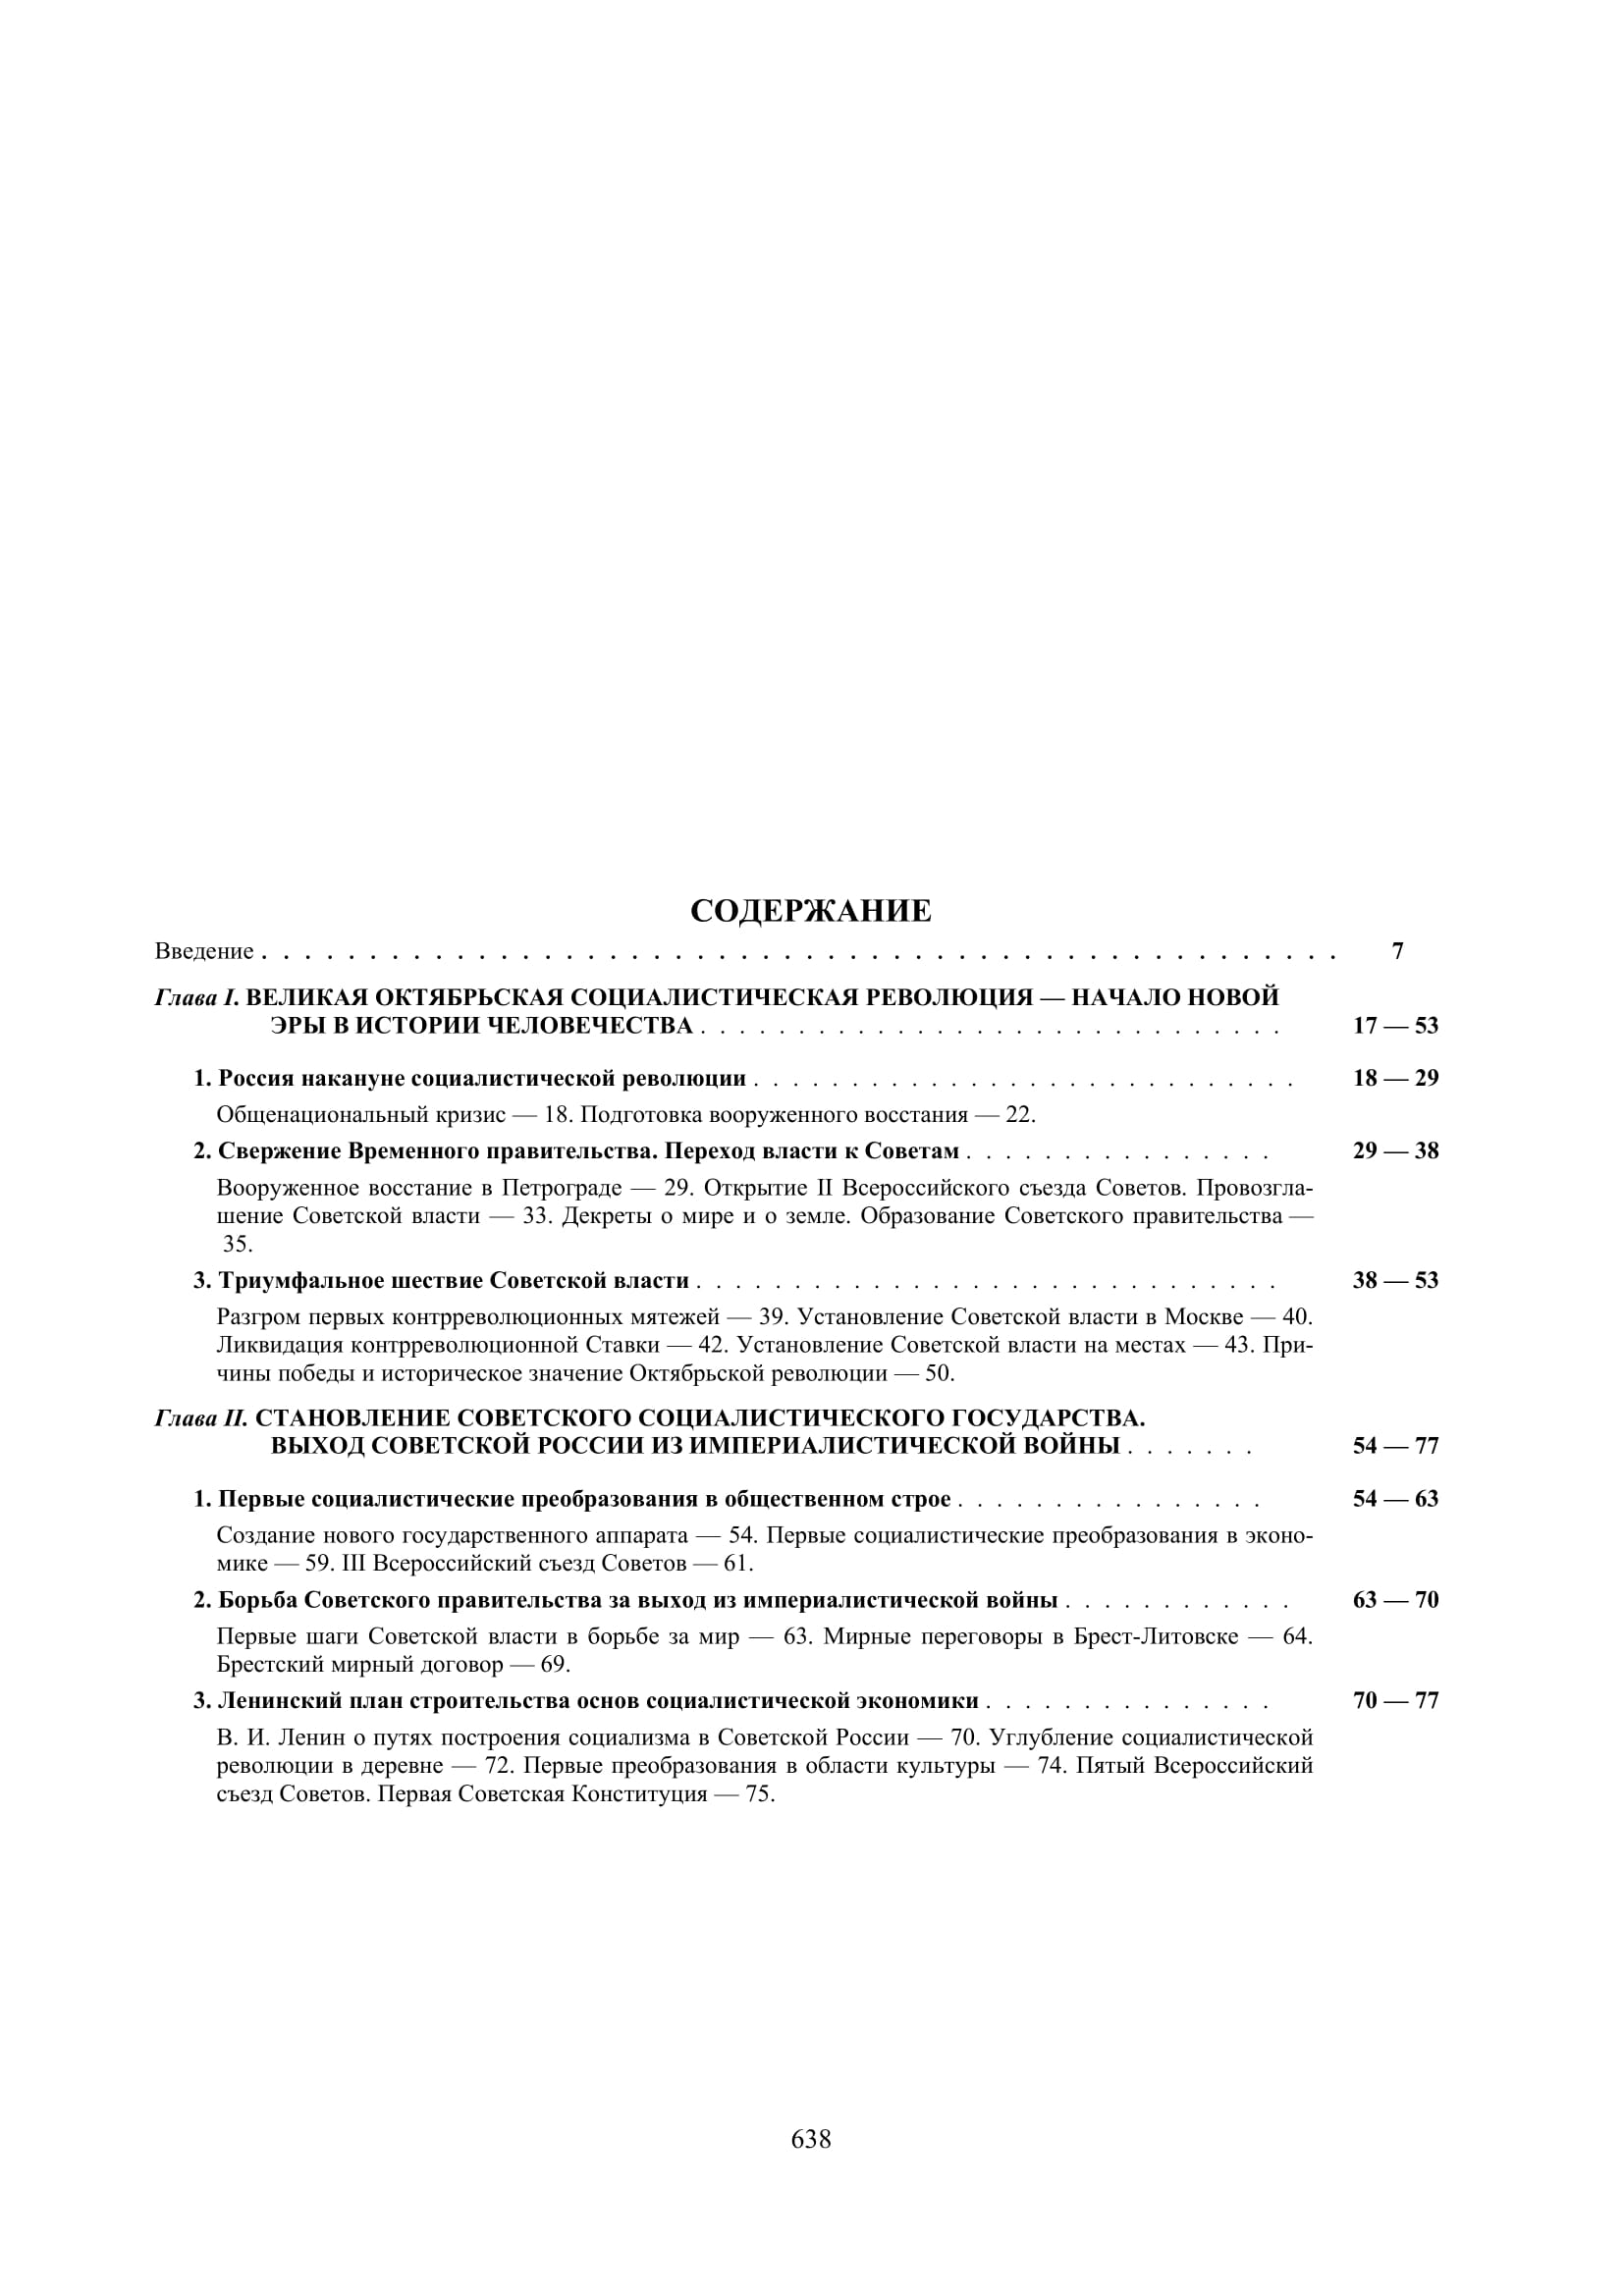 СОДЕРЖАНИЕ
Введение . . . . . . . . . . . . . . . . . . . . . . . . . . . . . . . . . . . . . . . . . . . . . . . . . . 7
Глава I. ВЕЛИКАЯ ОКТЯБРЬСКАЯ СОЦИАЛИСТИЧЕСКАЯ РЕВОЛЮЦИЯ — НАЧАЛО НОВОЙ
ЭРЫ В ИСТОРИИ ЧЕЛОВЕЧЕСТВА . . . . . . . . . . . . . . . . . . . . . . . . . . . . . . 17 — 53
1. Россия накануне социалистической революции . . . . . . . . . . . . . . . . . . . . . . . . . . . . 18 — 29
Общенациональный кризис — 18. Подготовка вооруженного восстания — 22.
2. Свержение Временного правительства. Переход власти к Советам . . . . . . . . . . . . . . . . 29 — 38
Вооруженное восстание в Петрограде — 29. Открытие II Всероссийского съезда Советов. Провозгла-
шение Советской власти — 33. Декреты о мире и о земле. Образование Советского правительства —
35.
3. Триумфальное шествие Советской власти . . . . . . . . . . . . . . . . . . . . . . . . . . . . . . 38 — 53
Разгром первых контрреволюционных мятежей — 39. Установление Советской власти в Москве — 40.
Ликвидация контрреволюционной Ставки — 42. Установление Советской власти на местах — 43. При-
чины победы и историческое значение Октябрьской революции — 50.
Глава II. СТАНОВЛЕНИЕ СОВЕТСКОГО СОЦИАЛИСТИЧЕСКОГО ГОСУДАРСТВА.
ВЫХОД СОВЕТСКОЙ РОССИИ ИЗ ИМПЕРИАЛИСТИЧЕСКОЙ ВОЙНЫ . . . . . . . 54 — 77
1. Первые социалистические преобразования в общественном строе . . . . . . . . . . . . . . . . 54 — 63
Создание нового государственного аппарата — 54. Первые социалистические преобразования в эконо-
мике — 59. III Всероссийский съезд Советов — 61.
2. Борьба Советского правительства за выход из империалистической войны . . . . . . . . . . . . 63 — 70
Первые шаги Советской власти в борьбе за мир — 63. Мирные переговоры в Брест-Литовске — 64.
Брестский мирный договор — 69.
3. Ленинский план строительства основ социалистической экономики . . . . . . . . . . . . . . . 70 — 77
В. И. Ленин о путях построения социализма в Советской России — 70. Углубление социалистической
революции в деревне — 72. Первые преобразования в области культуры — 74. Пятый Всероссийский
съезд Советов. Первая Советская Конституция — 75.
638